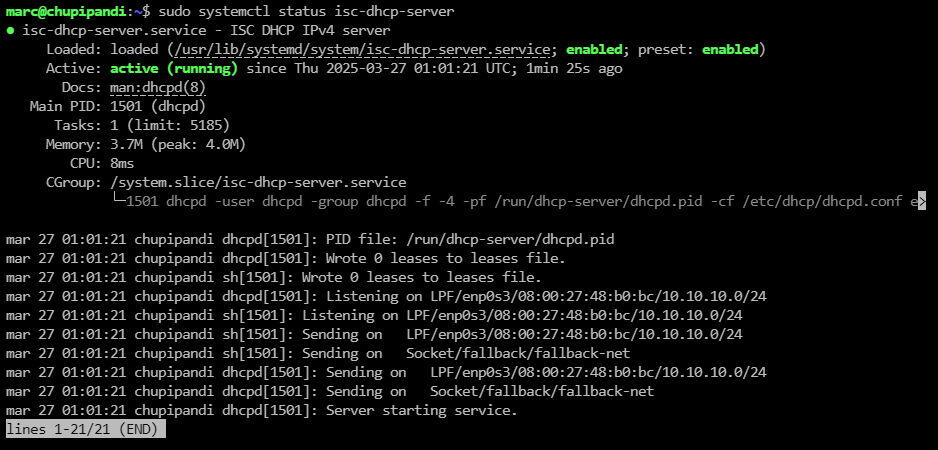 marc@chupipandi:~$ sudo systemctl status isc-dhcp-server
● isc-dhcp-server.service - ISC DHCP IPv4 server
     Loaded: loaded (/usr/lib/systemd/system/isc-dhcp-server.service; enabled; preset: enabled)
     Active: active (running) since Thu 2025-03-27 01:01:21 UTC; 1min 25s ago
       Docs: man:dhcpd(8)
   Main PID: 1501 (dhcpd)
      Tasks: 1 (limit: 5185)
     Memory: 3.7M (peak: 4.0M)
        CPU: 8ms
     CGroup: /system.slice/isc-dhcp-server.service
             └─1501 dhcpd -user dhcpd -group dhcpd -f -4 -pf /run/dhcp-server/dhcpd.pid -cf /etc/dhcp/dhcpd.conf e>
mar 27 01:01:21 chupipandi dhcpd[1501]: PID file: /run/dhcp-server/dhcpd.pid
mar 27 01:01:21 chupipandi dhcpd[1501]: Wrote 0 leases to leases file.
mar 27 01:01:21 chupipandi sh[1501]: Wrote 0 leases to leases file.
mar 27 01:01:21 chupipandi dhcpd[1501]: Listening on LPF/enp0s3/08:00:27:48:b0:bc/10.10.10.0/24
mar 27 01:01:21 chupipandi sh[1501]: Listening on LPF/enp0s3/08:00:27:48:b0:bc/10.10.10.0/24
mar 27 01:01:21 chupipandi sh[1501]: Sending on   LPF/enp0s3/08:00:27:48:b0:bc/10.10.10.0/24
mar 27 01:01:21 chupipandi sh[1501]: Sending on   Socket/fallback/fallback-net
mar 27 01:01:21 chupipandi dhcpd[1501]: Sending on   LPF/enp0s3/08:00:27:48:b0:bc/10.10.10.0/24
mar 27 01:01:21 chupipandi dhcpd[1501]: Sending on   Socket/fallback/fallback-net
mar 27 01:01:21 chupipandi dhcpd[1501]: Server starting service.
lines 1-21/21 (END)